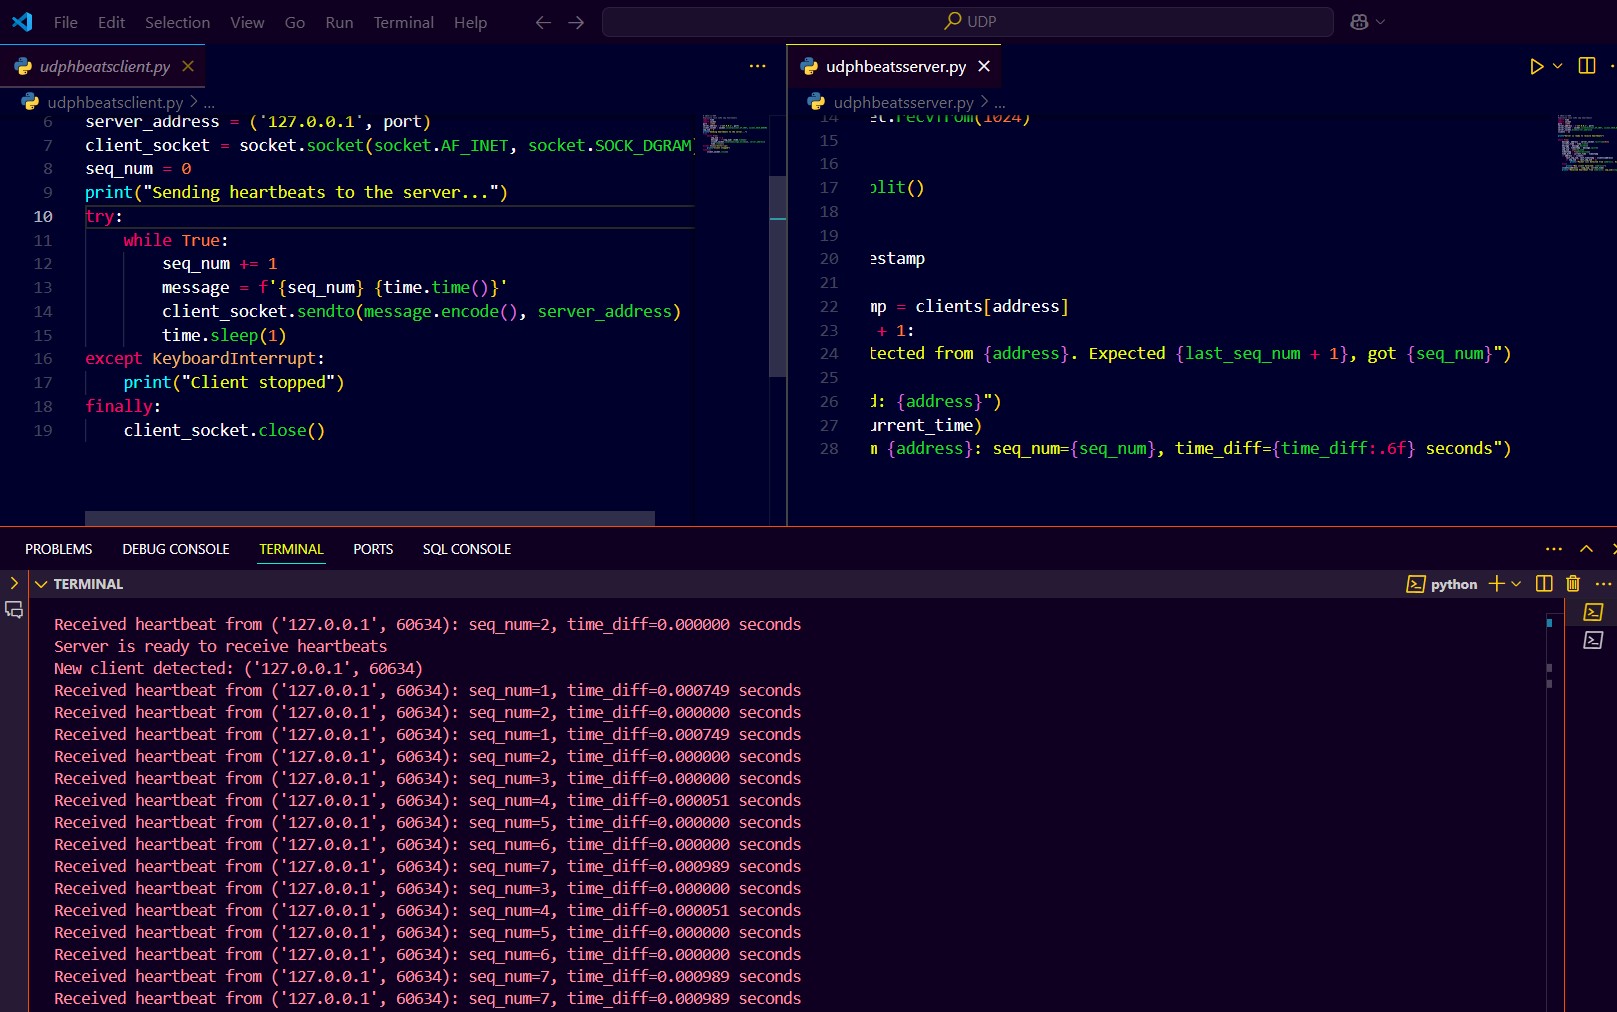 File Edit Selection View Go Run Terminal Help
UDP
udphbeatsclient.py
udphbeatsclient.py > ...
6 server_address = ('127.0.0.1', port)
7 client_socket = socket.socket(socket.AF_INET, socket.SOCK_DGRAM)
8 seq_num = 0
9 print("Sending heartbeats to the server...")
10 try:
11 while True:
12 seq_num += 1
13 message = f'{seq_num} {time.time()}'
14 client_socket.sendto(message.encode(), server_address)
15 time.sleep(1)
16 except KeyboardInterrupt:
17 print("Client stopped")
18 finally:
19 client_socket.close()
udphbeatsserver.py
udphbeatsserver.py > ...
14 et.recvfrom(1024)
15
16
17 plit()
18
19
20 estamp
21
22 mp = clients[address]
23 + 1:
24 tected from {address}. Expected {last_seq_num + 1}, got {seq_num}")
25
26 d: {address}")
27 urrent_time)
28 m {address}: seq_num={seq_num}, time_diff={time_diff:.6f} seconds")
PROBLEMS DEBUG CONSOLE TERMINAL PORTS SQL CONSOLE
TERMINAL
python
Received heartbeat from ('127.0.0.1', 60634): seq_num=2, time_diff=0.000000 seconds
Server is ready to receive heartbeats
New client detected: ('127.0.0.1', 60634)
Received heartbeat from ('127.0.0.1', 60634): seq_num=1, time_diff=0.000749 seconds
Received heartbeat from ('127.0.0.1', 60634): seq_num=2, time_diff=0.000000 seconds
Received heartbeat from ('127.0.0.1', 60634): seq_num=1, time_diff=0.000749 seconds
Received heartbeat from ('127.0.0.1', 60634): seq_num=2, time_diff=0.000000 seconds
Received heartbeat from ('127.0.0.1', 60634): seq_num=3, time_diff=0.000000 seconds
Received heartbeat from ('127.0.0.1', 60634): seq_num=4, time_diff=0.000051 seconds
Received heartbeat from ('127.0.0.1', 60634): seq_num=5, time_diff=0.000000 seconds
Received heartbeat from ('127.0.0.1', 60634): seq_num=6, time_diff=0.000000 seconds
Received heartbeat from ('127.0.0.1', 60634): seq_num=7, time_diff=0.000989 seconds
Received heartbeat from ('127.0.0.1', 60634): seq_num=3, time_diff=0.000000 seconds
Received heartbeat from ('127.0.0.1', 60634): seq_num=4, time_diff=0.000051 seconds
Received heartbeat from ('127.0.0.1', 60634): seq_num=5, time_diff=0.000000 seconds
Received heartbeat from ('127.0.0.1', 60634): seq_num=6, time_diff=0.000000 seconds
Received heartbeat from ('127.0.0.1', 60634): seq_num=7, time_diff=0.000989 seconds
Received heartbeat from ('127.0.0.1', 60634): seq_num=7, time_diff=0.000989 seconds